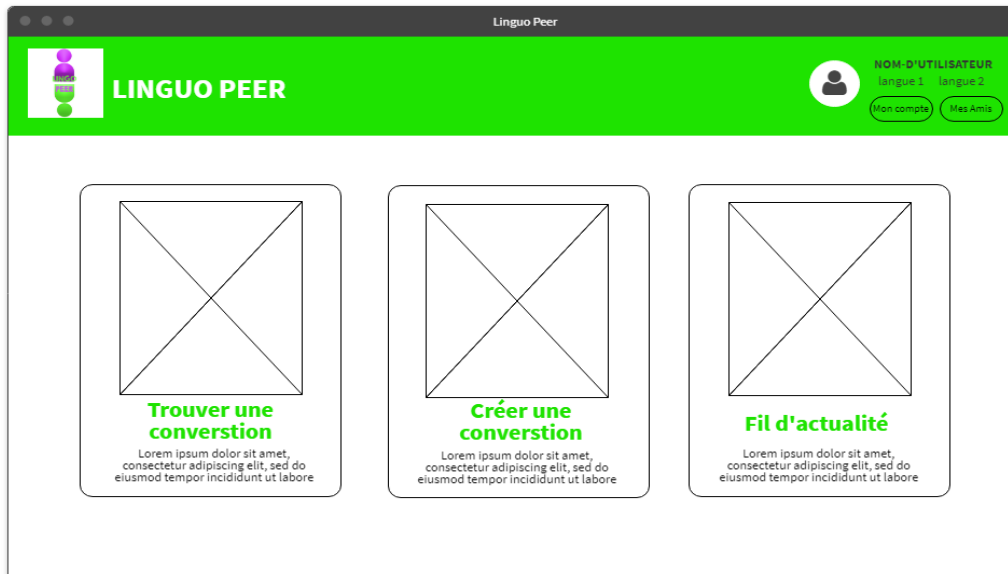 Linguo Peer
LINGO
PEER
LINGUO PEER
NOM-D'UTILISATEUR
langue 1 langue 2
Mon compte Mes Amis
Trouver une
converstion
Lorem ipsum dolor sit amet,
consectetur adipiscing elit, sed do
eiusmod tempor incididunt ut labore
Créer une
converstion
Lorem ipsum dolor sit amet,
consectetur adipiscing elit, sed do
eiusmod tempor incididunt ut labore
Fil d'actualité
Lorem ipsum dolor sit amet,
consectetur adipiscing elit, sed do
eiusmod tempor incididunt ut labore